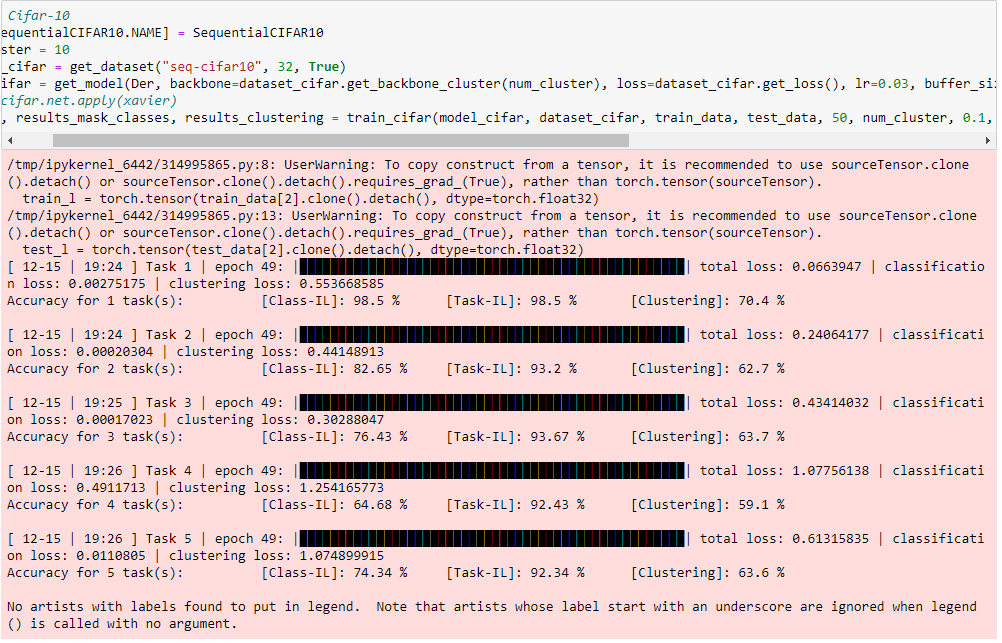 Cifar-10
equentialCIFAR10.NAME] = SequentialCIFAR10
ster = 10
_cifar = get_dataset("seq-cifar10", 32, True)
ifar = get_model(Der, backbone=dataset_cifar.get_backbone_cluster(num_cluster), loss=dataset_cifar.get_loss(), lr=0.03, buffer_si
cifar.net.apply(xavier)
, results_mask_classes, results_clustering = train_cifar(model_cifar, dataset_cifar, train_data, test_data, 50, num_cluster, 0.1,
/tmp/ipykernel_6442/314995865.py:8: UserWarning: To copy construct from a tensor, it is recommended to use sourceTensor.clone
().detach() or sourceTensor.clone().detach().requires_grad_(True), rather than torch.tensor(sourceTensor).
train_l = torch.tensor(train_data[2].clone().detach(), dtype=torch.float32)
/tmp/ipykernel_6442/314995865.py:13: UserWarning: To copy construct from a tensor, it is recommended to use sourceTensor.clone
().detach() or sourceTensor.clone().detach().requires_grad_(True), rather than torch.tensor(sourceTensor).
test_l = torch.tensor(test_data[2].clone().detach(), dtype=torch.float32)
[ 12-15 | 19:24 ] Task 1 | epoch 49: || total loss: 0.0663947 | classificatio
n loss: 0.00275175 | clustering loss: 0.553668585
Accuracy for 1 task(s): [Class-IL]: 98.5 % [Task-IL]: 98.5 % [Clustering]: 70.4 %
[ 12-15 | 19:24 ] Task 2 | epoch 49: || total loss: 0.24064177 | classificati
on loss: 0.00020304 | clustering loss: 0.44148913
Accuracy for 2 task(s): [Class-IL]: 82.65 % [Task-IL]: 93.2 % [Clustering]: 62.7 %
[ 12-15 | 19:25 ] Task 3 | epoch 49: || total loss: 0.43414032 | classificati
on loss: 0.00017023 | clustering loss: 0.30288047
Accuracy for 3 task(s): [Class-IL]: 76.43 % [Task-IL]: 93.67 % [Clustering]: 63.7 %
[ 12-15 | 19:26 ] Task 4 | epoch 49: || total loss: 1.07756138 | classificati
on loss: 0.4911713 | clustering loss: 1.254165773
Accuracy for 4 task(s): [Class-IL]: 64.68 % [Task-IL]: 92.43 % [Clustering]: 59.1 %
[ 12-15 | 19:26 ] Task 5 | epoch 49: || total loss: 0.61315835 | classificati
on loss: 0.0110805 | clustering loss: 1.074899915
Accuracy for 5 task(s): [Class-IL]: 74.34 % [Task-IL]: 92.34 % [Clustering]: 63.6 %
No artists with labels found to put in legend.  Note that artists whose label start with an underscore are ignored when legend
() is called with no argument.